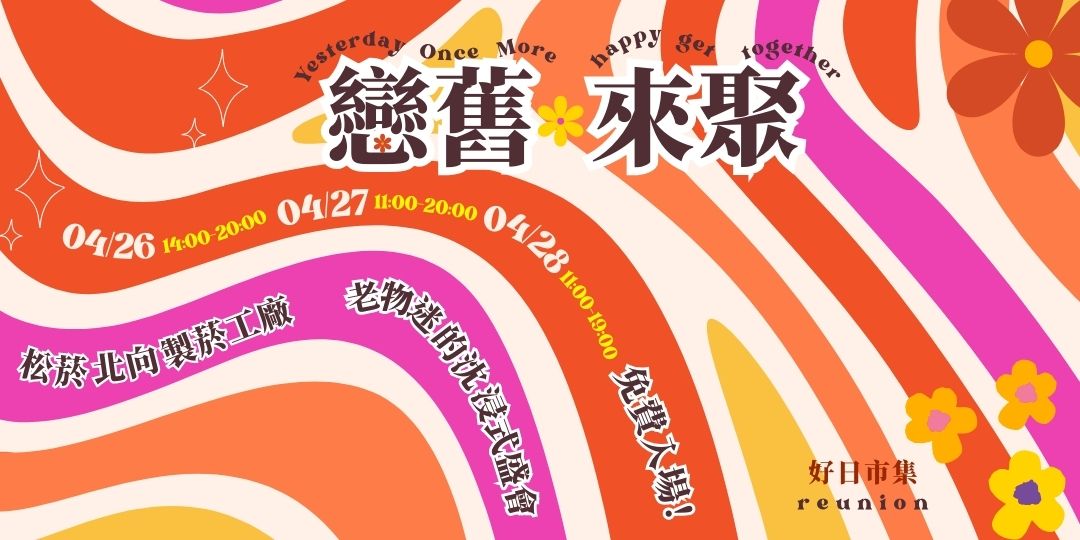 Yesterday Once More happy get together
戀舊 來聚
04/26 14:00-20:00 04/27 11:00-20:00 04/28 11:00-19:00
免費入場!
松菸 北向 製菸工廠
老物迷的沈浸式盛會
好日市集
reunion